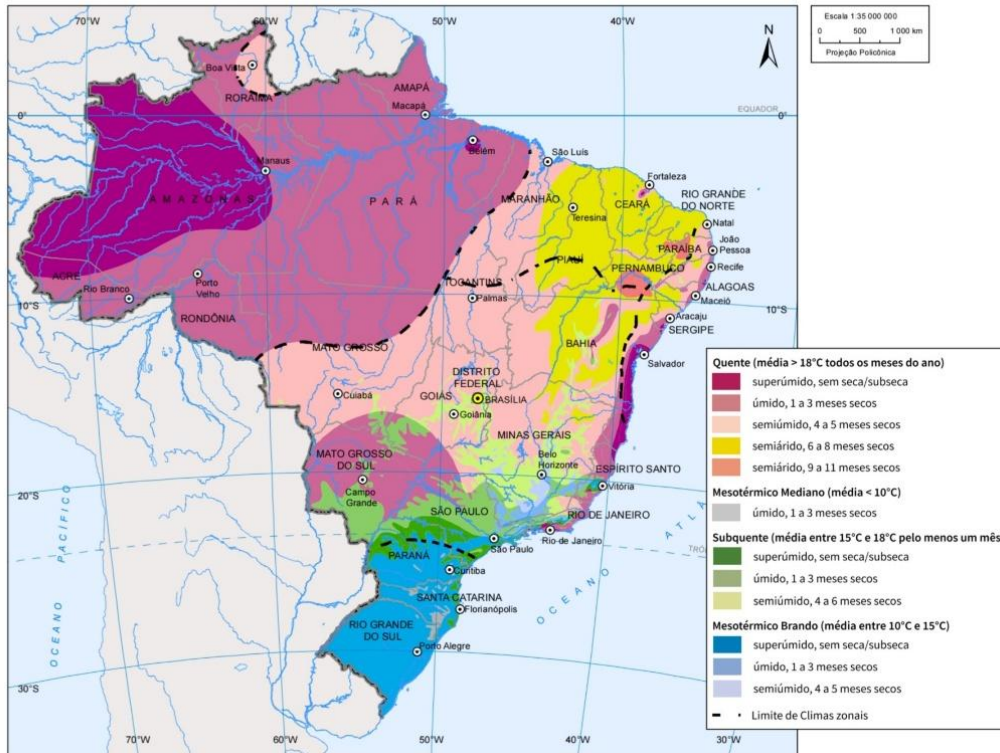 70°W
60°W
50°W
40°W
Escala 1:35 000 000
0 500 1 000 km
Projeção Policônica
N
Boa Vista
RORAIMA
AMAPÁ
Macapá
EQUADOR
0°
0°
Belém
São Luís
Manaus
Fortaleza
AMAZONAS
PARÁ
MARANHÃO
CEARÁ
RIO GRANDE
DO NORTE
Teresina
Natal
PARAÍBA
João
Pessoa
PIAUÍ
PERNAMBUCO
Recife
ACRE
Rio Branco
Porto
Velho
TOCANTINS
Palmas
ALAGOAS
Maceió
10°S
10°S
RONDÔNIA
Aracaju
SERGIPE
MATO GROSSO
BAHIA
Salvador
DISTRITO
FEDERAL
Cuiabá
GOIÁS
BRASÍLIA
Goiânia
MINAS GERAIS
MATO GROSSO
DO SUL
Belo
Horizonte
ESPÍRITO SANTO
Campo
Grande
Vitória
20°S
20°S
SÃO PAULO
RIO DE JANEIRO
Rio de Janeiro
São Paulo
PARANÁ
Curitiba
SANTA CATARINA
Florianópolis
RIO GRANDE
DO SUL
Porto Alegre
30°S
30°S
OCEANO
PACÍFICO
OCEANO ATLÂ
TRÓ
70°W
60°W
50°W
40°W
30°W
Quente (média > 18°C todos os meses do ano)
superúmido, sem seca/subseca
úmido, 1 a 3 meses secos
semiúmido, 4 a 5 meses secos
semiárido, 6 a 8 meses secos
semiárido, 9 a 11 meses secos
Mesotérmico Mediano (média < 10°C)
úmido, 1 a 3 meses secos
Subquente (média entre 15°C e 18°C pelo menos um mês
superúmido, sem seca/subseca
úmido, 1 a 3 meses secos
semiúmido, 4 a 6 meses secos
Mesotérmico Brando (média entre 10°C e 15°C)
superúmido, sem seca/subseca
úmido, 1 a 3 meses secos
semiúmido, 4 a 5 meses secos
Limite de Climas zonais